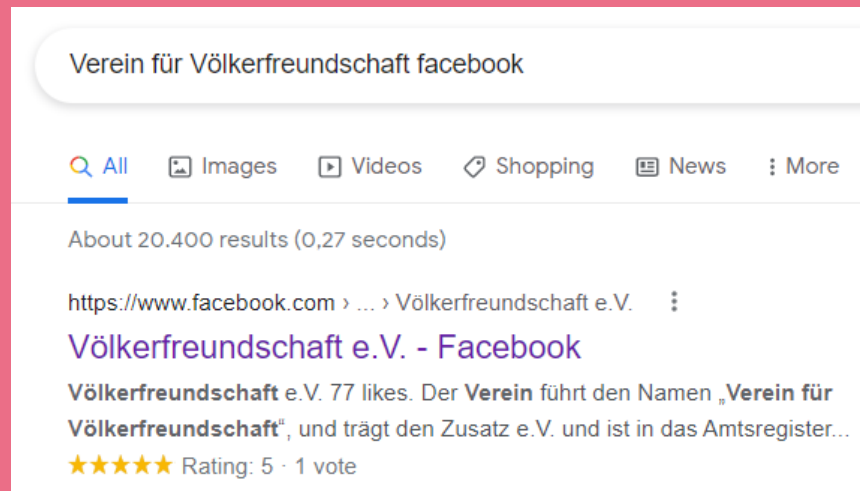 Verein für Völkerfreundschaft facebook
All Images Videos Shopping News More
About 20.400 results (0,27 seconds)
https://www.facebook.com › ... › Völkerfreundschaft e.V.
Völkerfreundschaft e.V. - Facebook
Völkerfreundschaft e.V. 77 likes. Der Verein führt den Namen „Verein für
Völkerfreundschaft“, und trägt den Zusatz e.V. und ist in das Amtsregister...
Rating: 5 · 1 vote